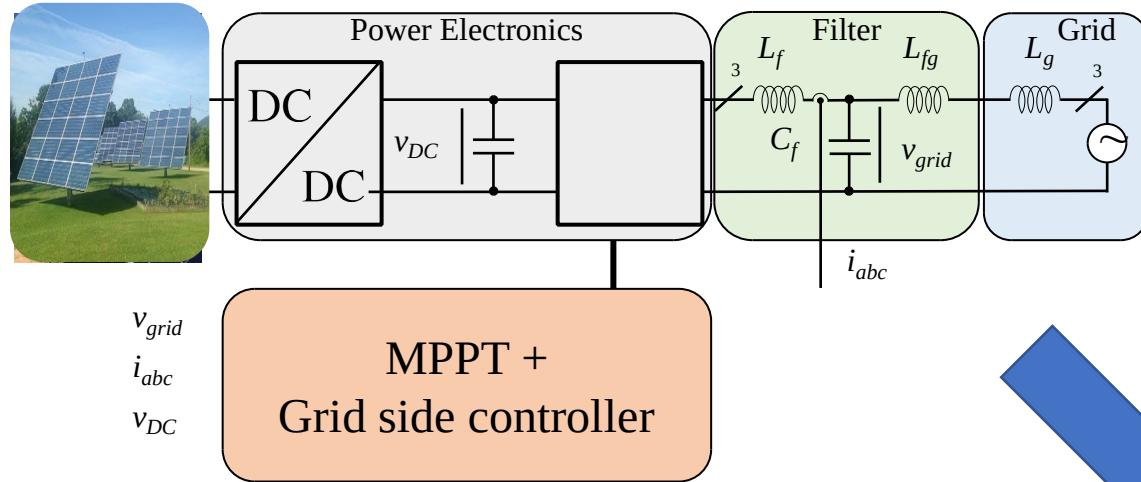 Power Electronics
Filter
Grid
L_f
L_fg
L_g
3
3
DC
DC
v_DC
C_f
v_grid
~
i_abc
v_grid
i_abc
v_DC
MPPT +
Grid side controller